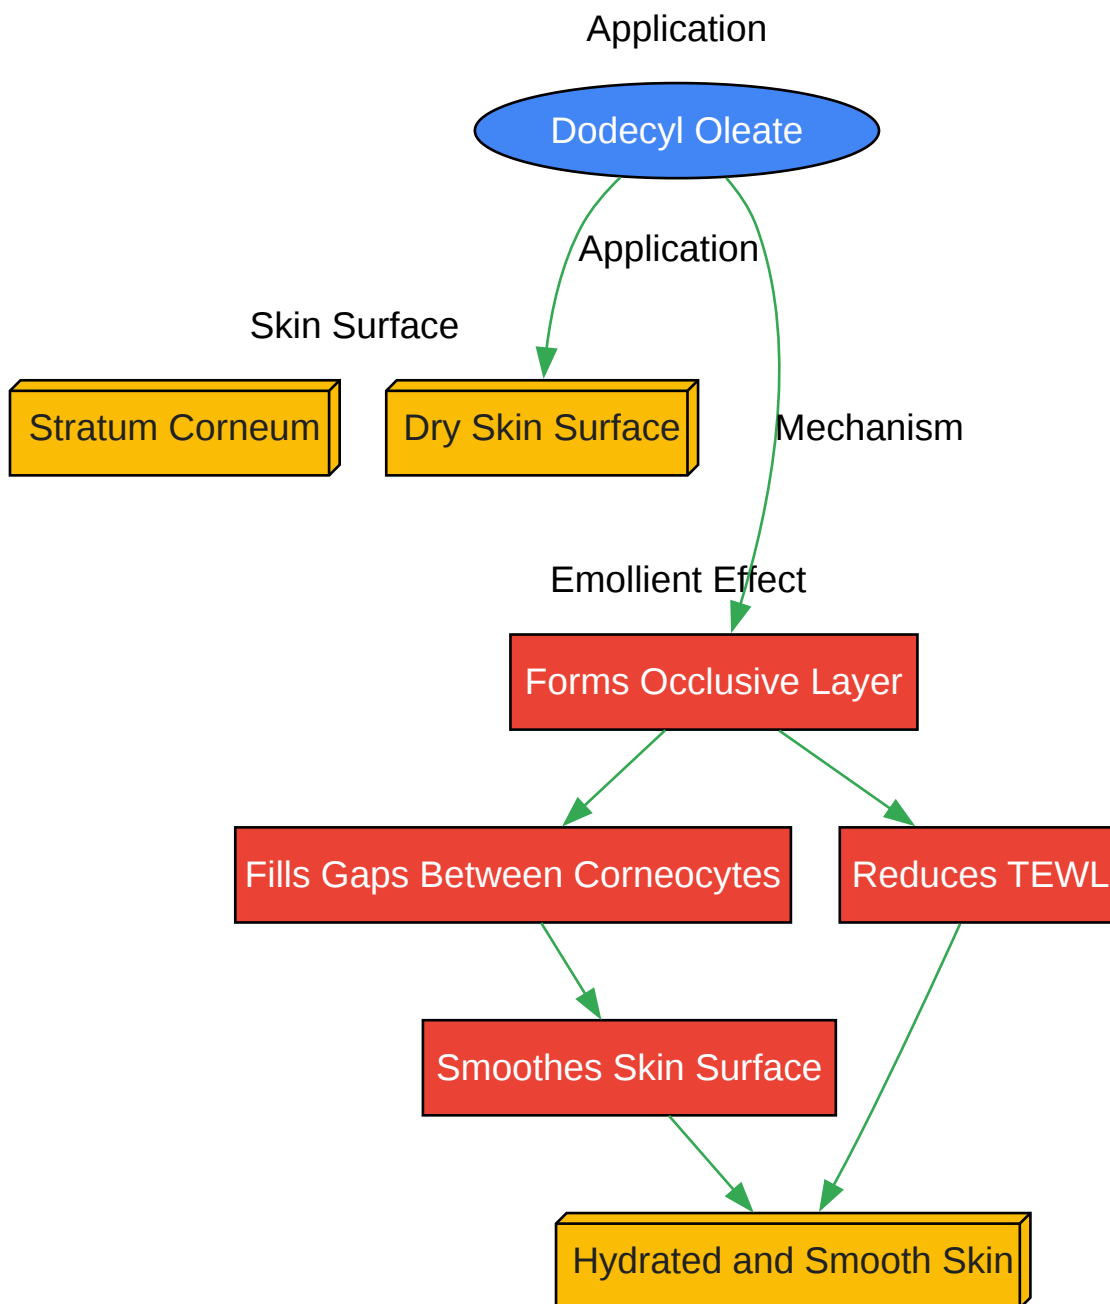 Application
Dodecyl Oleate
Application
Skin Surface
Stratum Corneum
Dry Skin Surface
Mechanism
Emollient Effect
Forms Occlusive Layer
Fills Gaps Between Corneocytes
Reduces TEWL
Smoothes Skin Surface
Hydrated and Smooth Skin